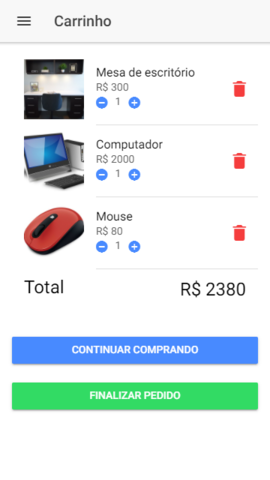 Carrinho
Mesa de escritório
R$ 300
1
Computador
R$ 2000
1
Mouse
R$ 80
1
Total R$ 2380
CONTINUAR COMPRANDO
FINALIZAR PEDIDO